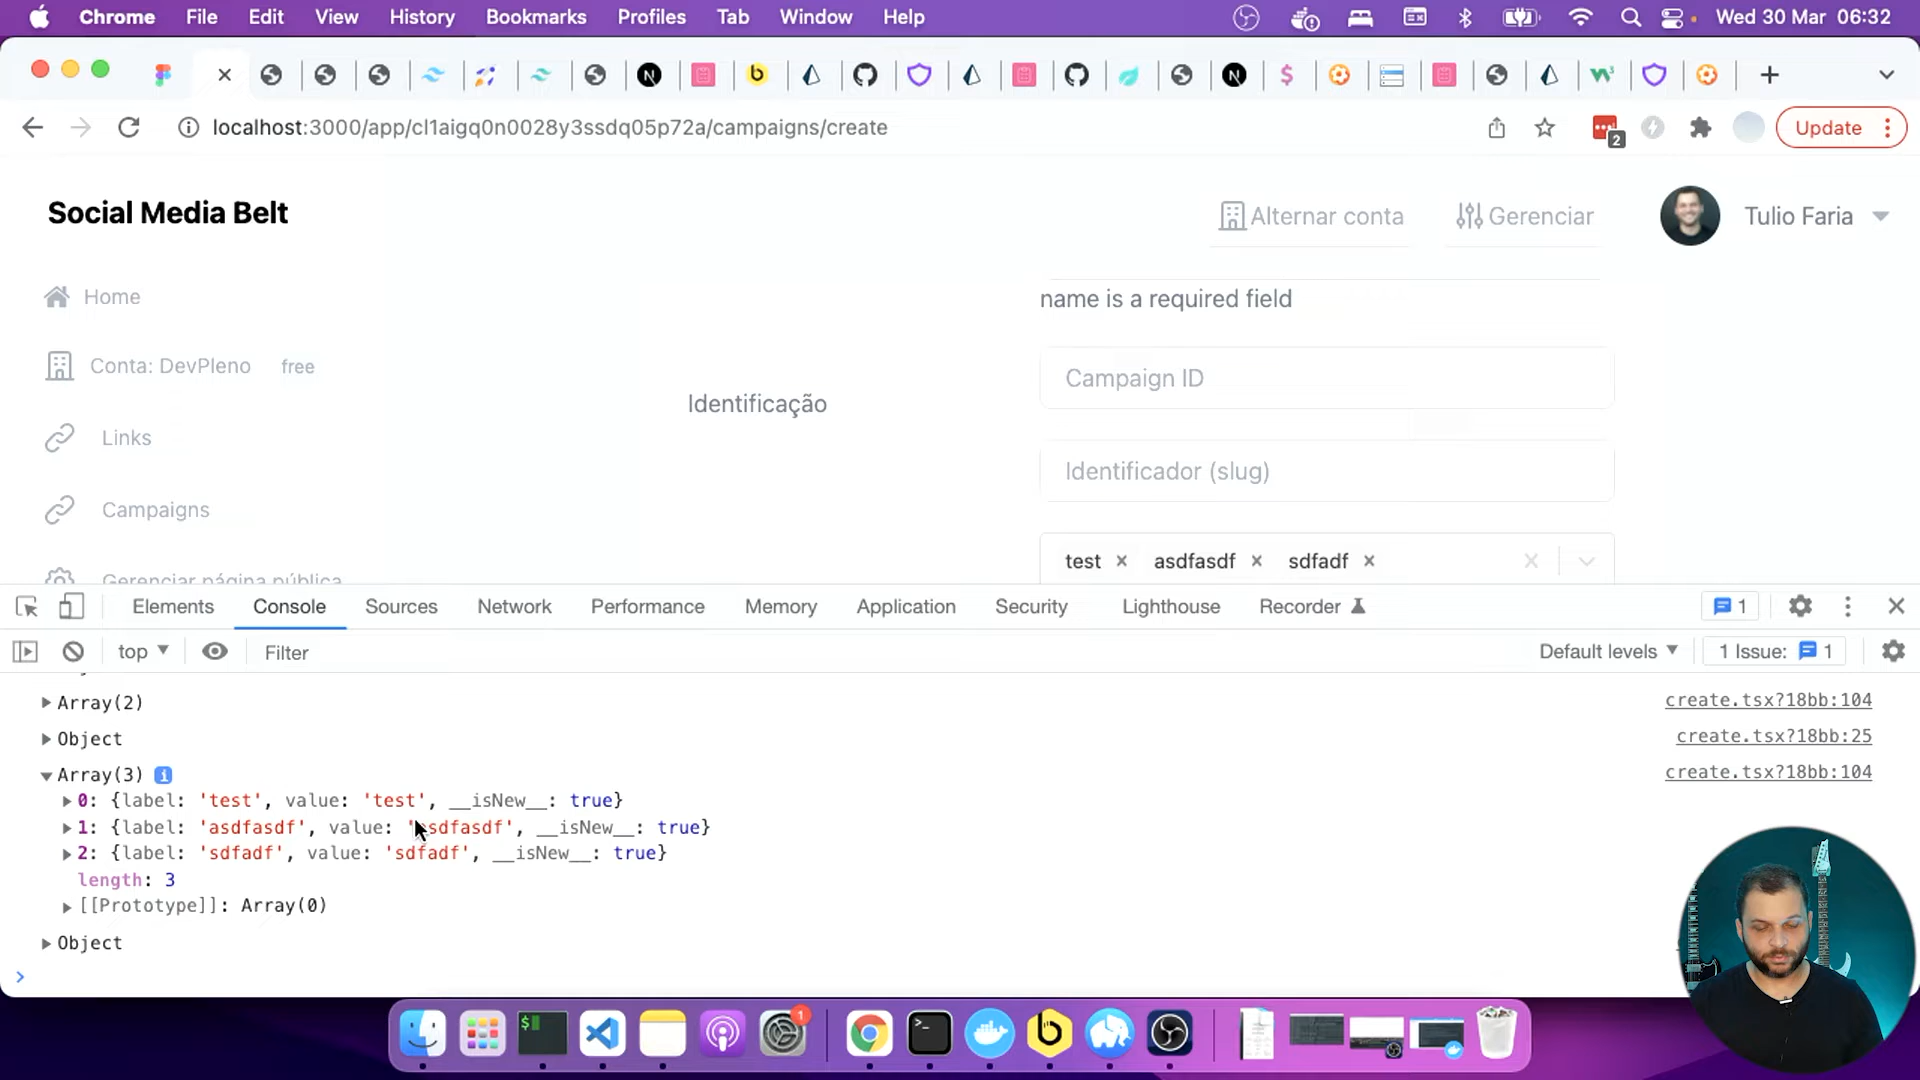 Chrome File Edit View History Bookmarks Profiles Tab Window Help Wed 30 Mar 06:32
localhost:3000/app/cl1aigq0n0028y3ssdq05p72a/campaigns/create 2 Update
Social Media Belt
Alternar conta Gerenciar Tulio Faria
Home
name is a required field
Conta: DevPleno free
Campaign ID
Identificação
Links
Identificador (slug)
Campaigns
test asdfasdf sdfadf
Gerenciar página pública
Elements Console Sources Network Performance Memory Application Security Lighthouse Recorder 1
top Filter Default levels 1 Issue: 1
Array(2) create.tsx?18bb:104
Object create.tsx?18bb:25
Array(3) i create.tsx?18bb:104
0: {label: 'test', value: 'test', __isNew__: true}
1: {label: 'asdfasdf', value: 'asdfasdf', __isNew__: true}
2: {label: 'sdfadf', value: 'sdfadf', __isNew__: true}
length: 3
[[Prototype]]: Array(0)
Object
1